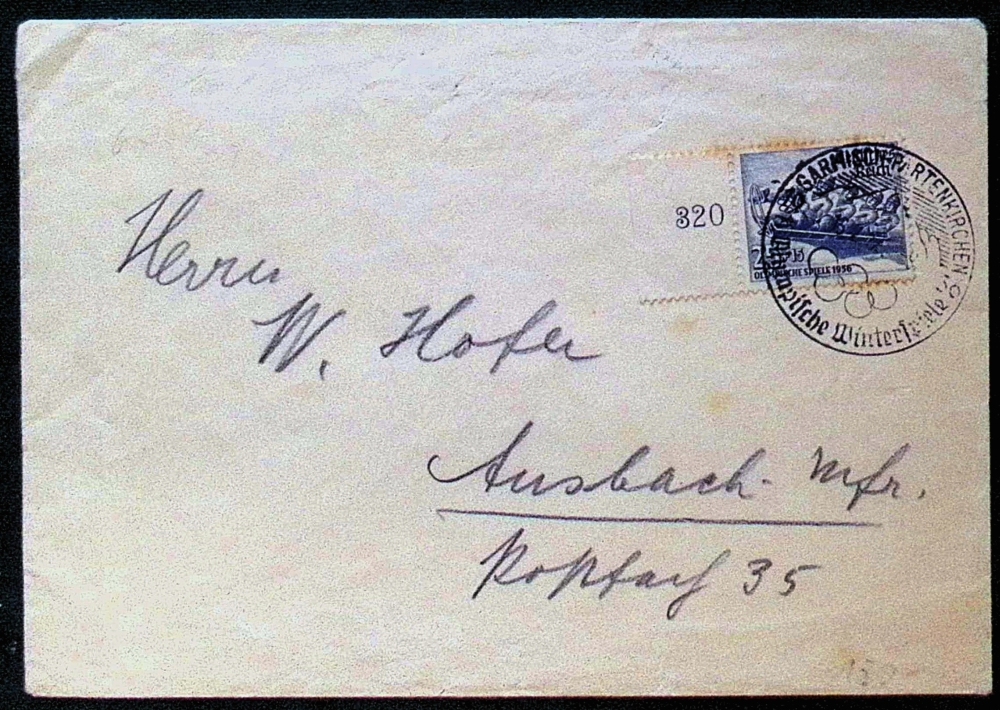 320
GARMISCH-PARTENKIRCHEN
Olympische Winterspiele
OLYMPISCHE SPIELE 1936
Herrn
W. Hofer
Ansbach Mfr.
Postfach 35